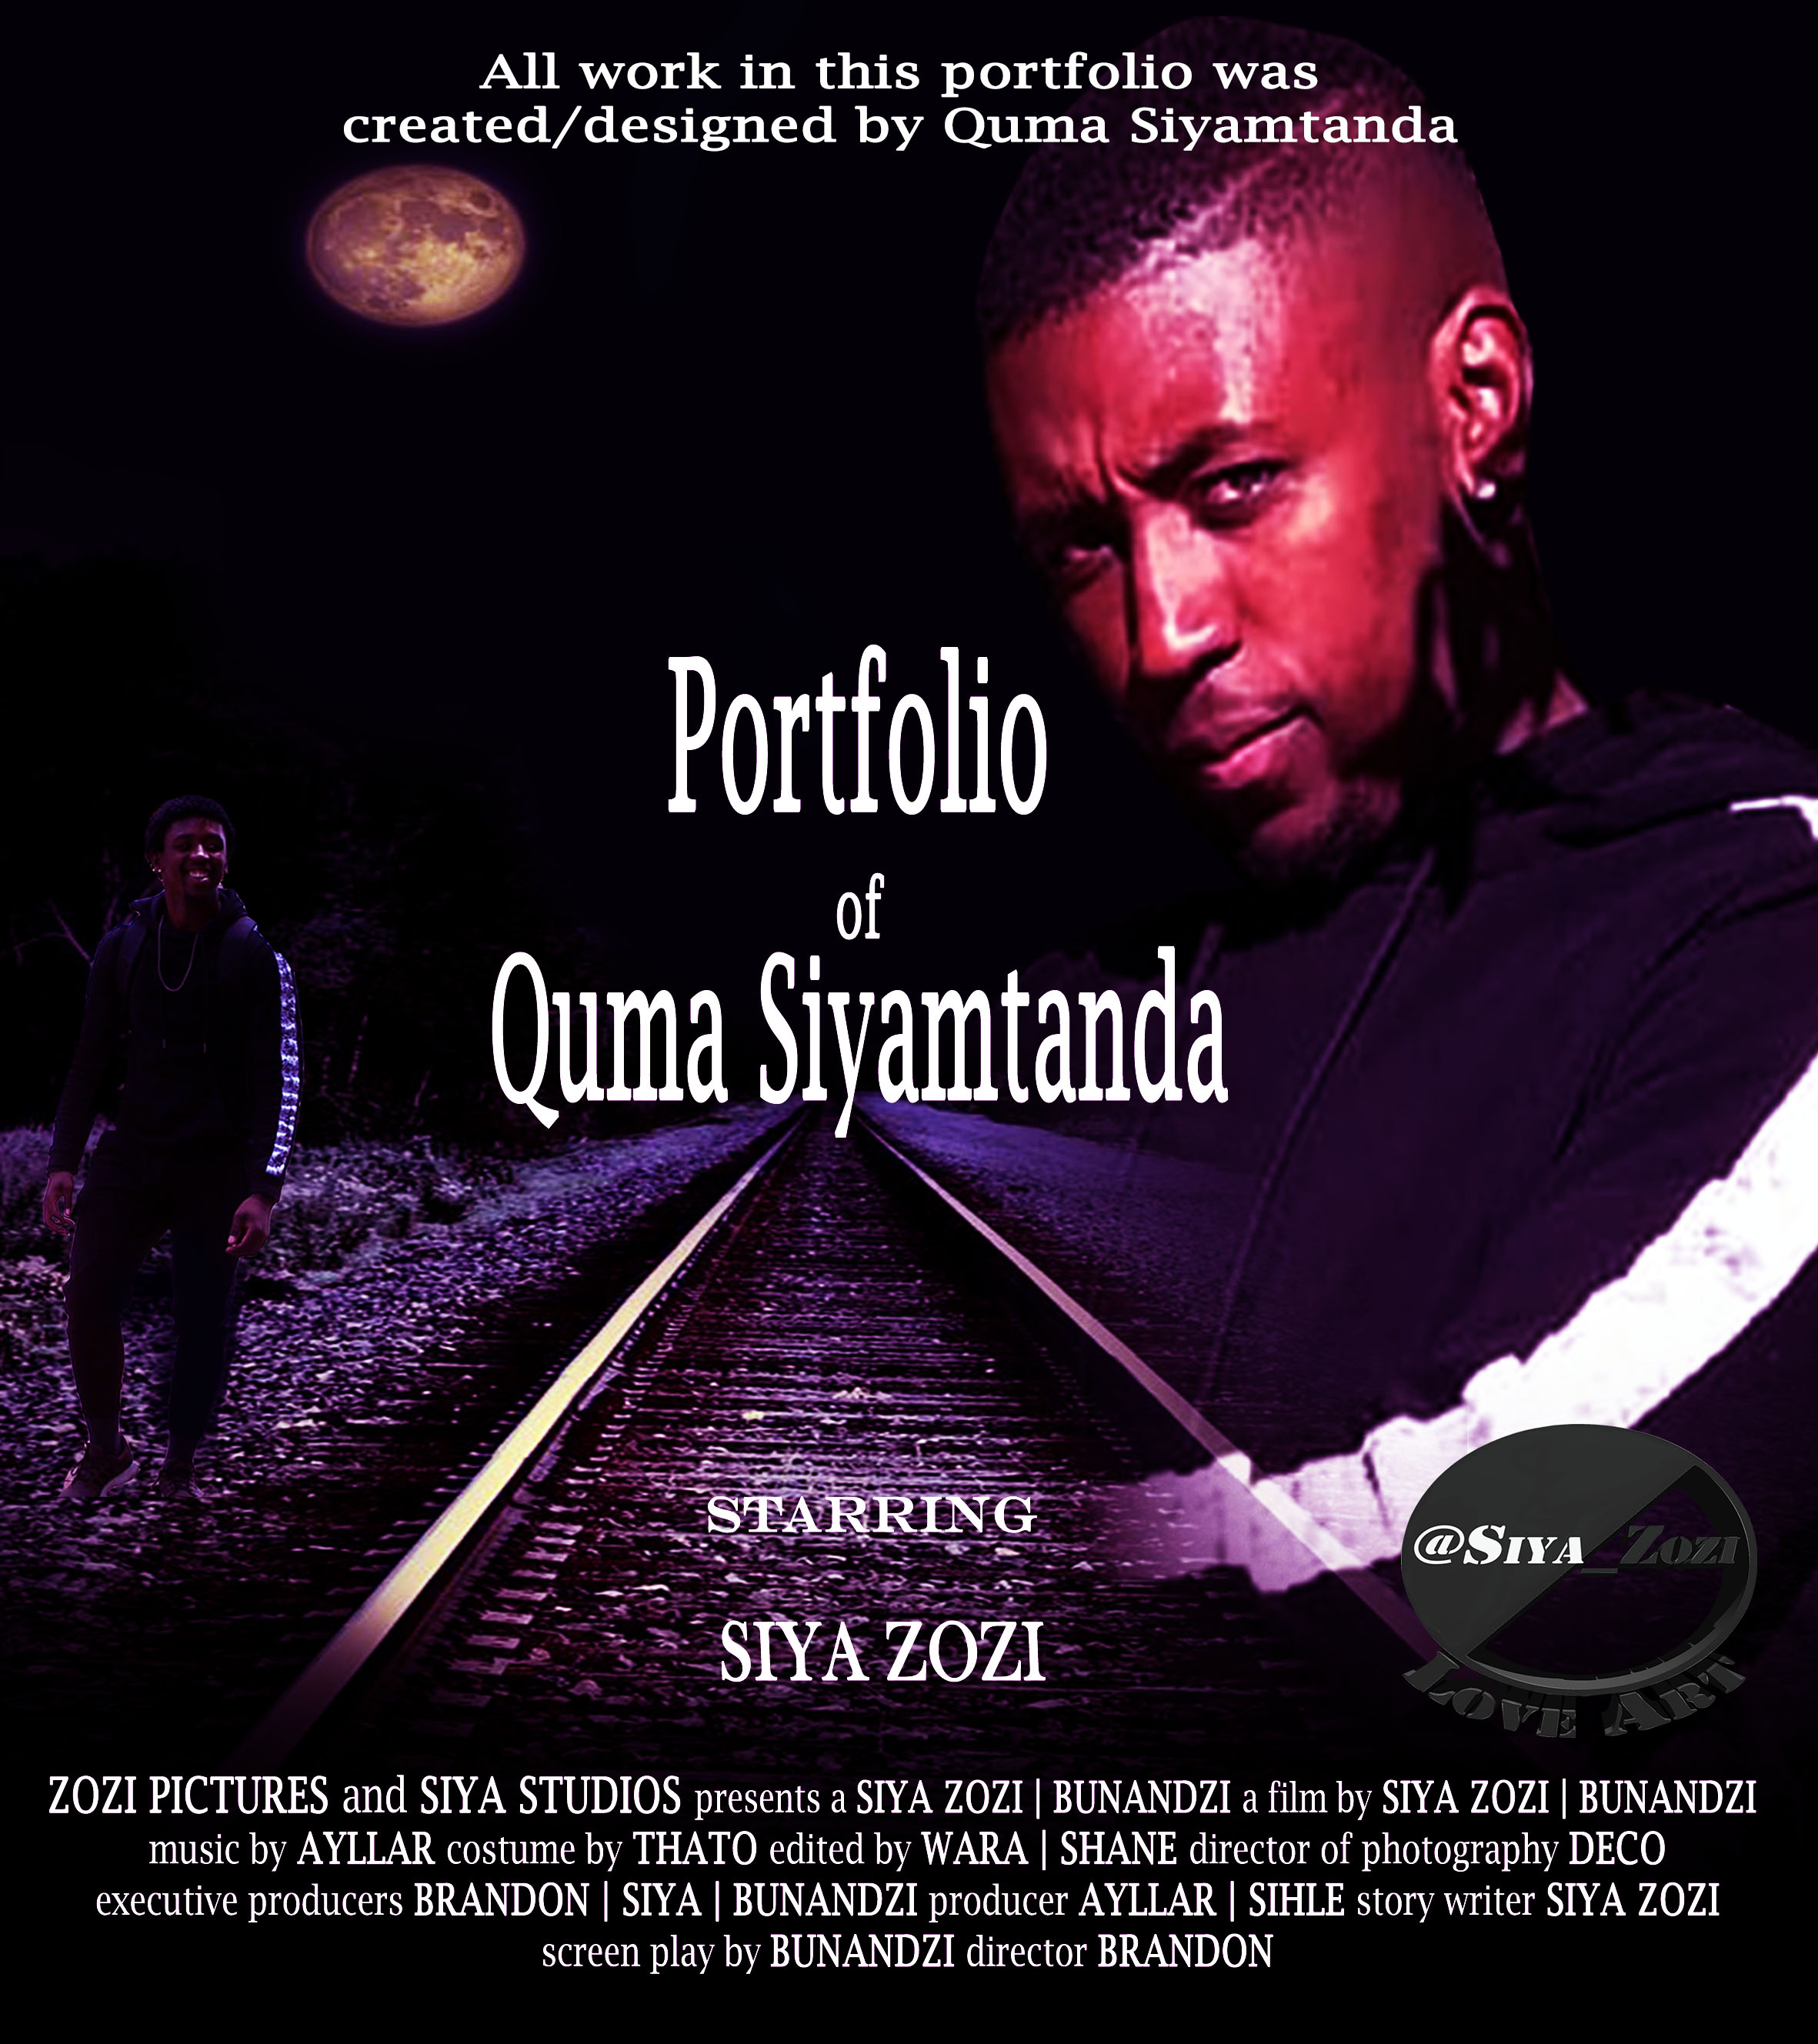 All work in this portfolio was
created/designed by Quma Siyamtanda
Portfolio
of
Quma Siyamtanda
STARRING
@SIYA_ZOZI
SIYA ZOZI
LOVE ART
ZOZI PICTURES and SIYA STUDIOS presents a SIYA ZOZI | BUNANDZI a film by SIYA ZOZI | BUNANDZI
music by AYLLAR costume by THATO edited by WARA | SHANE director of photography DECO
executive producers BRANDON | SIYA | BUNANDZI producer AYLLAR | SIHLE story writer SIYA ZOZI
screen play by BUNANDZI director BRANDON